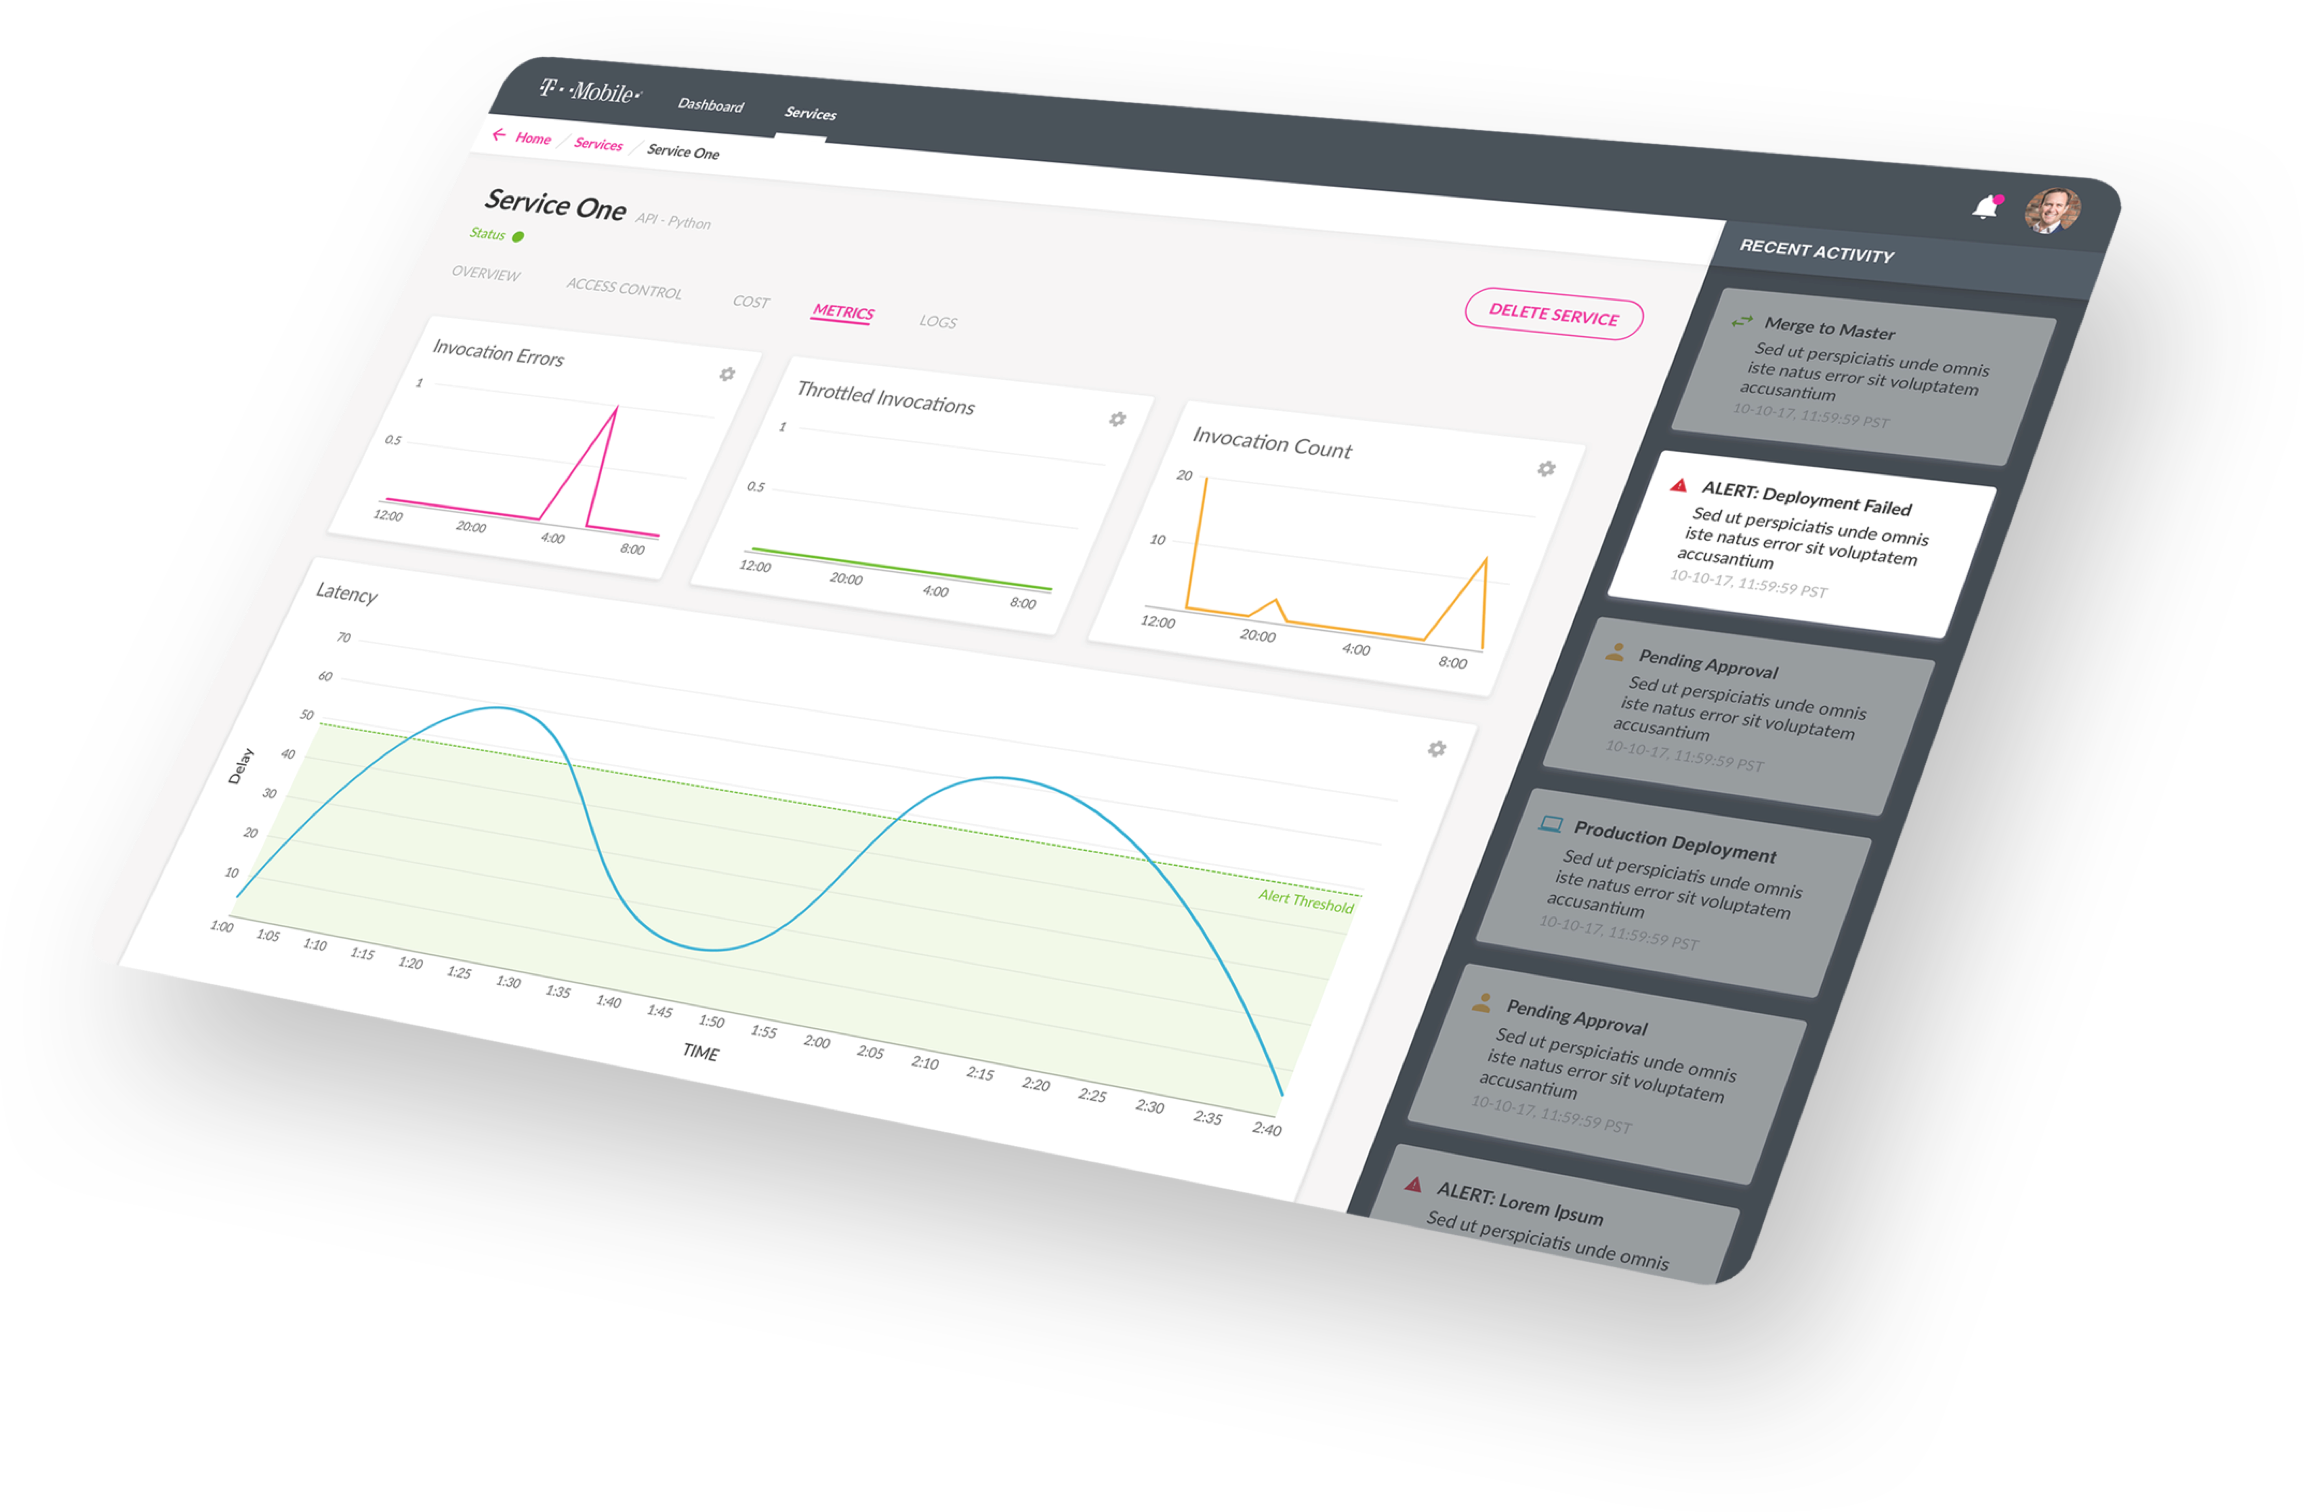 T··Mobile·
Dashboard
Services
Home / Services / Service One
Service One API - Python
Status
OVERVIEW
ACCESS CONTROL
COST
METRICS
LOGS
DELETE SERVICE
Invocation Errors
1
0.5
12:00
20:00
4:00
8:00
Throttled Invocations
1
0.5
12:00
20:00
4:00
8:00
Invocation Count
20
10
12:00
20:00
4:00
8:00
Latency
70
60
50
40
30
20
10
Delay
Alert Threshold
1:00
1:05
1:10
1:15
1:20
1:25
1:30
1:35
1:40
1:45
1:50
1:55
2:00
2:05
2:10
2:15
2:20
2:25
2:30
2:35
2:40
TIME
RECENT ACTIVITY
Merge to Master
Sed ut perspiciatis unde omnis
iste natus error sit voluptatem
accusantium
10-10-17, 11:59:59 PST
ALERT: Deployment Failed
Sed ut perspiciatis unde omnis
iste natus error sit voluptatem
accusantium
10-10-17, 11:59:59 PST
Pending Approval
Sed ut perspiciatis unde omnis
iste natus error sit voluptatem
accusantium
10-10-17, 11:59:59 PST
Production Deployment
Sed ut perspiciatis unde omnis
iste natus error sit voluptatem
accusantium
10-10-17, 11:59:59 PST
Pending Approval
Sed ut perspiciatis unde omnis
iste natus error sit voluptatem
accusantium
10-10-17, 11:59:59 PST
ALERT: Lorem Ipsum
Sed ut perspiciatis unde omnis